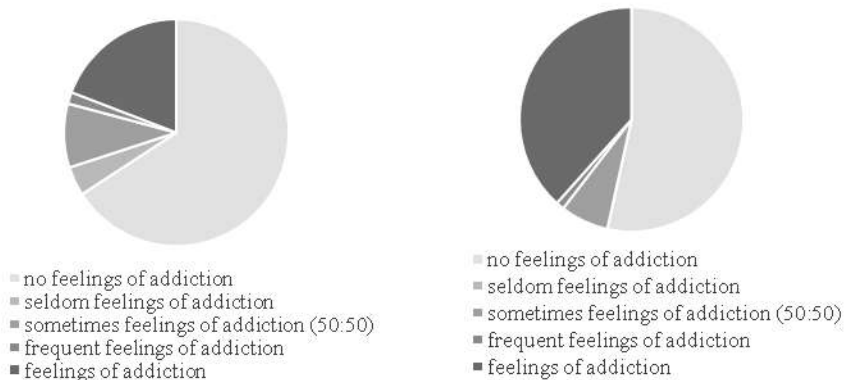 no feelings of addiction
seldom feelings of addiction
sometimes feelings of addiction (50:50)
frequent feelings of addiction
feelings of addiction
no feelings of addiction
seldom feelings of addiction
sometimes feelings of addiction (50:50)
frequent feelings of addiction
feelings of addiction